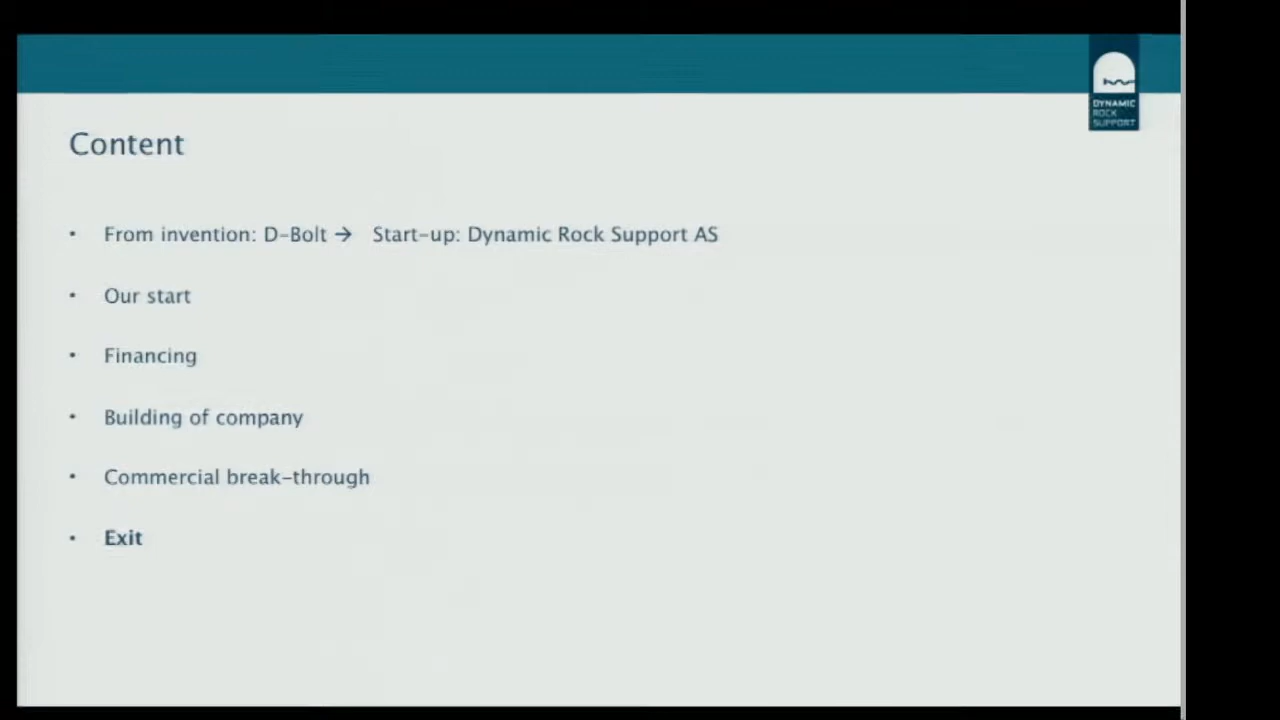 DYNAMIC
ROCK
SUPPORT
Content
• From invention: D-Bolt → Start-up: Dynamic Rock Support AS
• Our start
• Financing
• Building of company
• Commercial break-through
• Exit